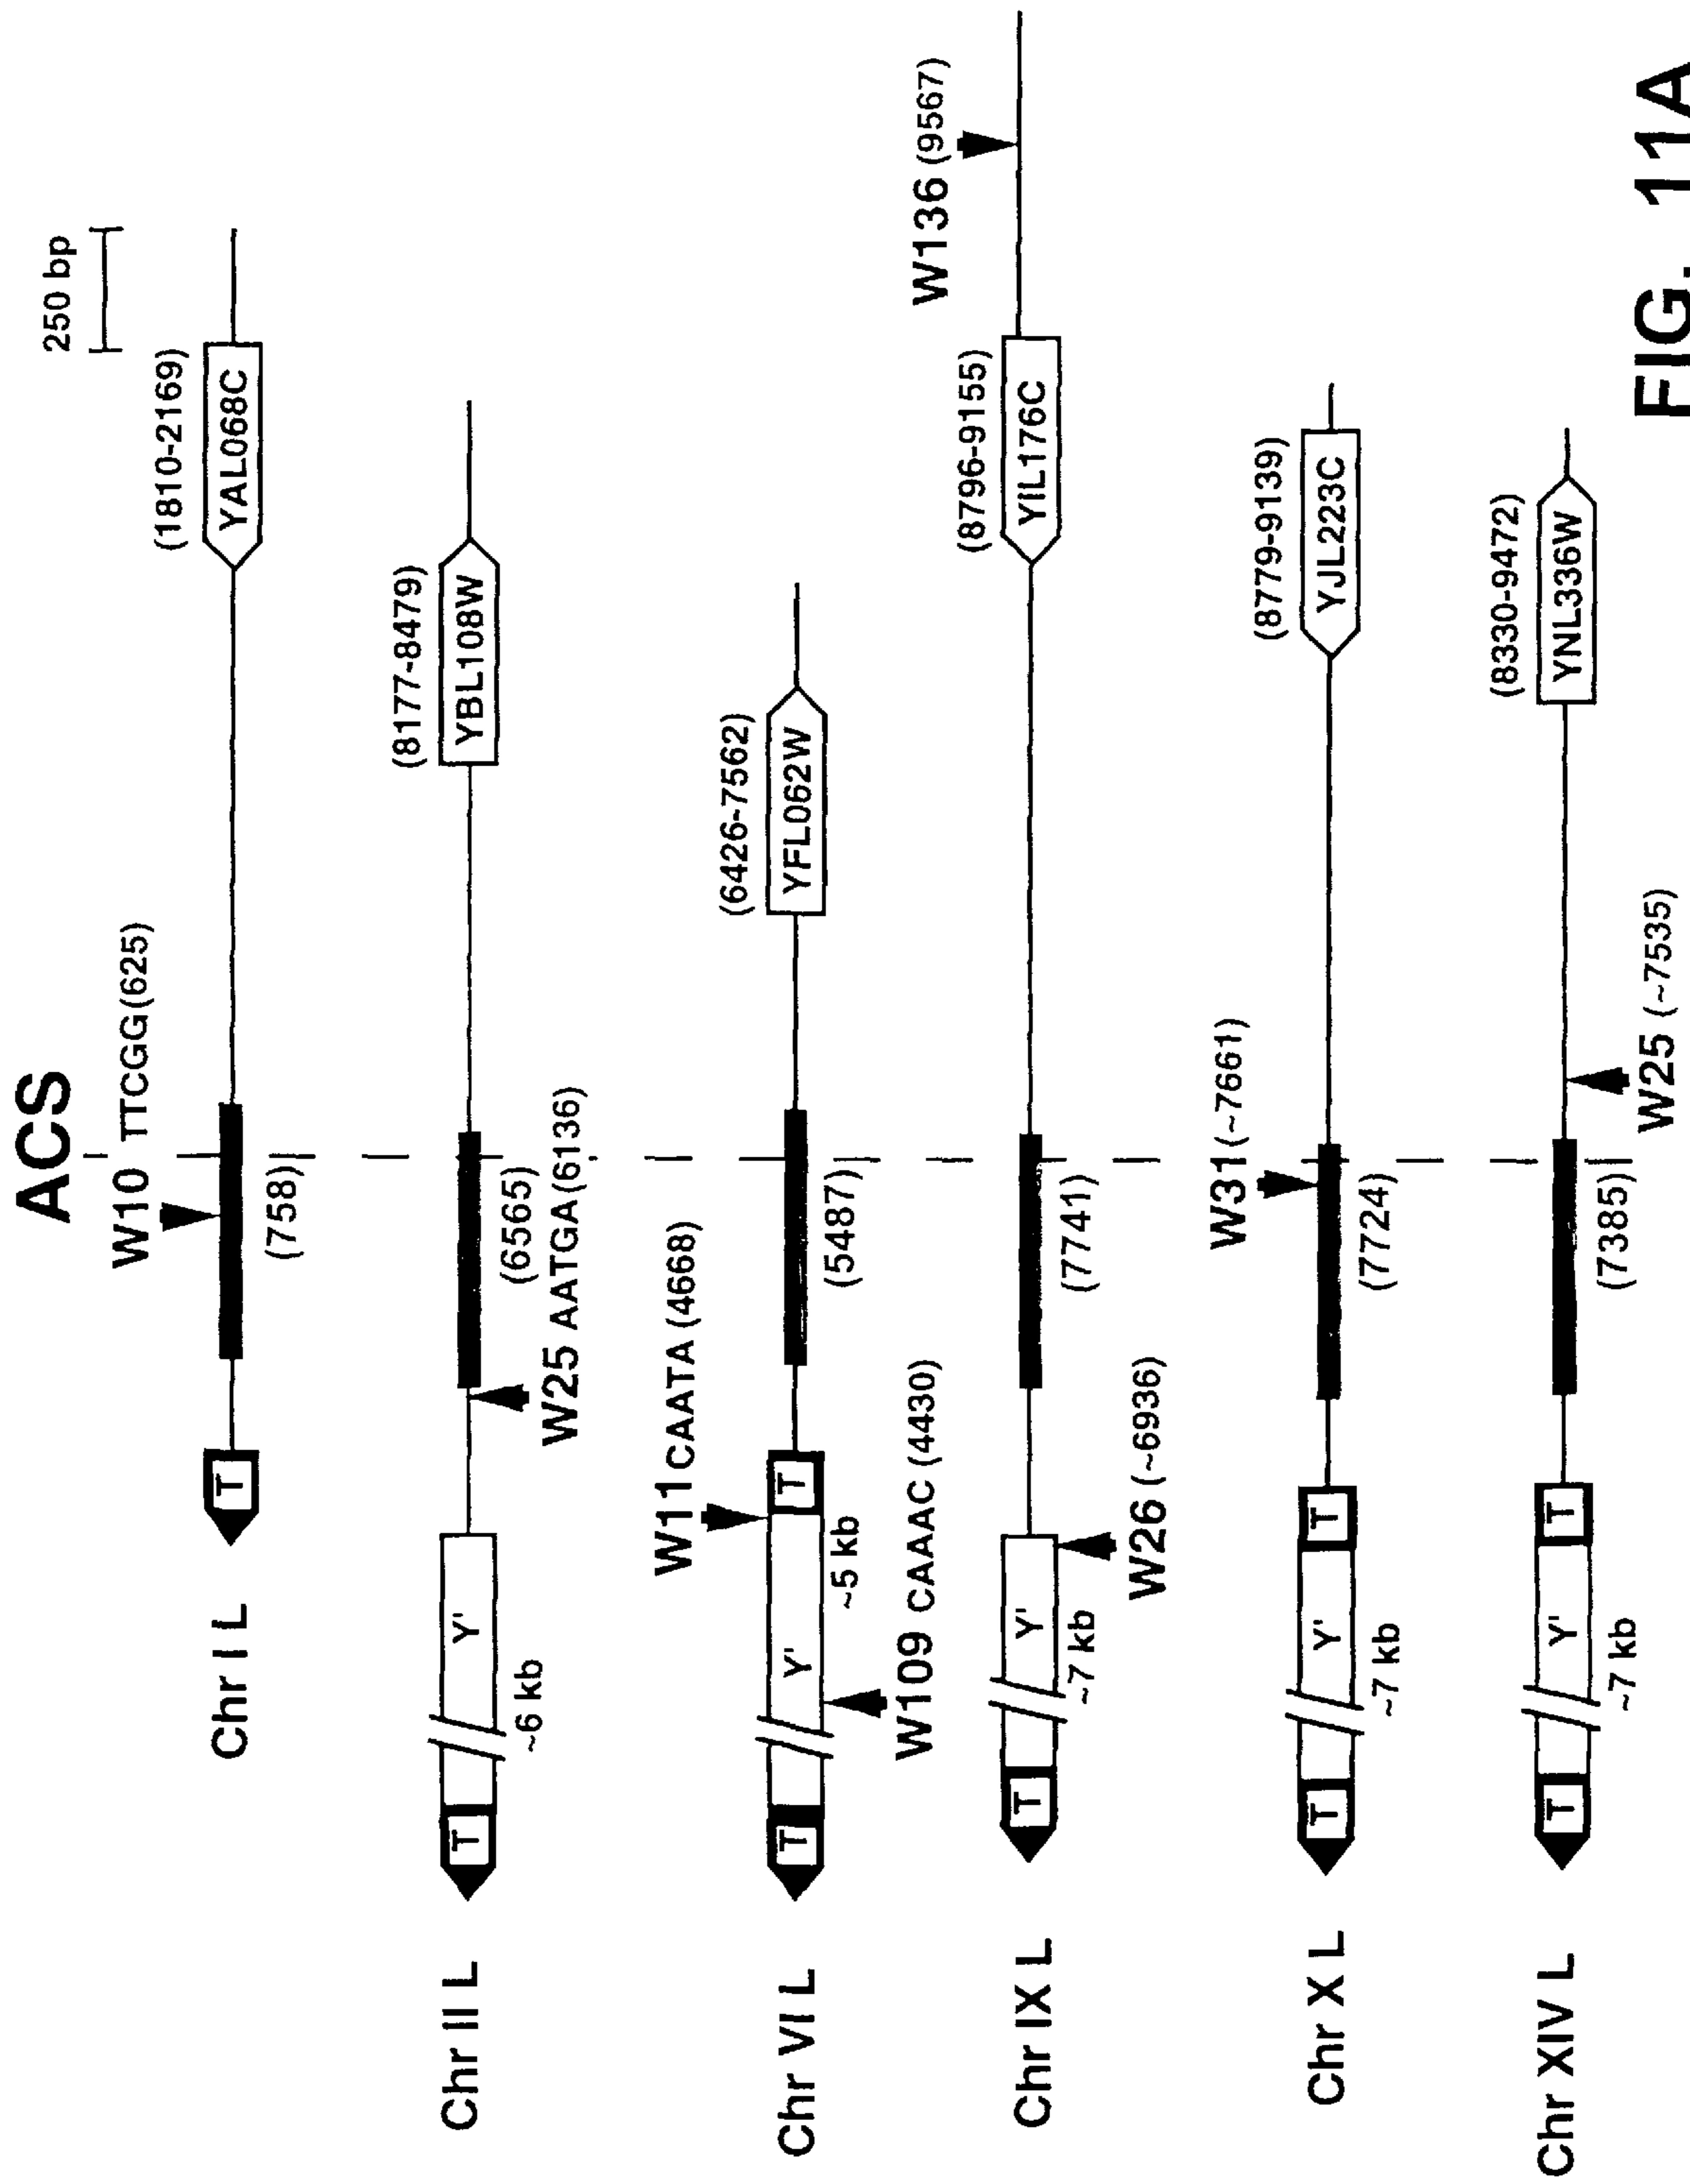 ACS
250 bp
W10 TTCGG(625)
(1810-2169)
Chr I L
T
YAL068C
(758)
(8177-8479)
Chr II L
T
Y'
YBL108W
~6 kb
(6565)
W25 AATGA(6136)
W11CAATA (4668)
(6426-7562)
Chr VI L
T
Y'
T
YFL062W
~5 kb
(5487)
W109 CAAAC (4430)
W136 (9567)
(8796-9155)
Chr IX L
T
Y'
YIL176C
~7 kb
(7741)
W26 (~6936)
W31(~7661)
(8779-9139)
Chr X L
T
Y'
T
YJL223C
~7 kb
(7724)
(8330-9472)
Chr XIV L
T
Y'
T
YNL336W
~7 kb
(7385)
W25 (~7535)
FIG. 11A